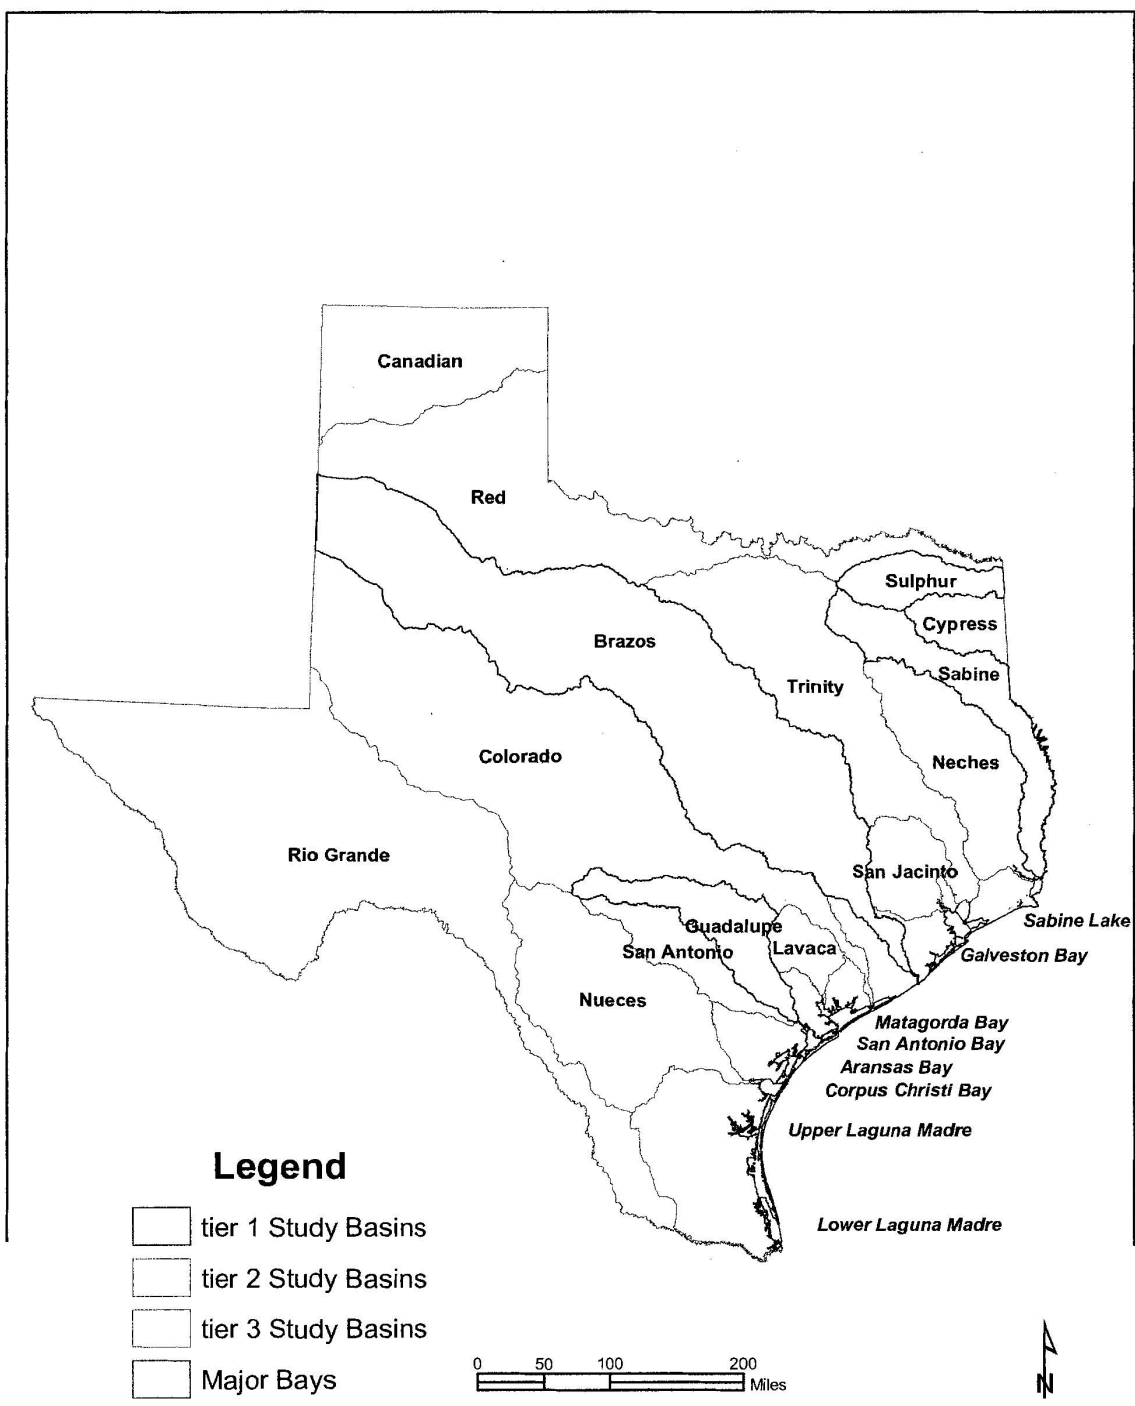 Canadian
Red
Sulphur
Cypress
Brazos
Sabine
Trinity
Colorado
Neches
Rio Grande
San Jacinto
Sabine Lake
Guadalupe
San Antonio
Lavaca
Galveston Bay
Nueces
Matagorda Bay
San Antonio Bay
Aransas Bay
Corpus Christi Bay
Upper Laguna Madre
Lower Laguna Madre
Legend
tier 1 Study Basins
tier 2 Study Basins
tier 3 Study Basins
Major Bays
0 50 100 200
Miles
N